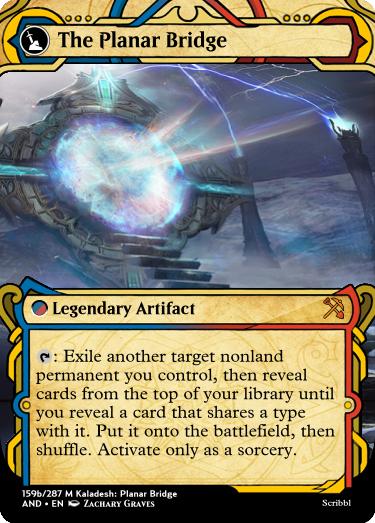 The Planar Bridge
Legendary Artifact
: Exile another target nonland
permanent you control, then reveal
cards from the top of your library until
you reveal a card that shares a type
with it. Put it onto the battlefield, then
shuffle. Activate only as a sorcery.
159b/287 M Kaladesh: Planar Bridge
AND • EN Zachary Graves
Scribbl